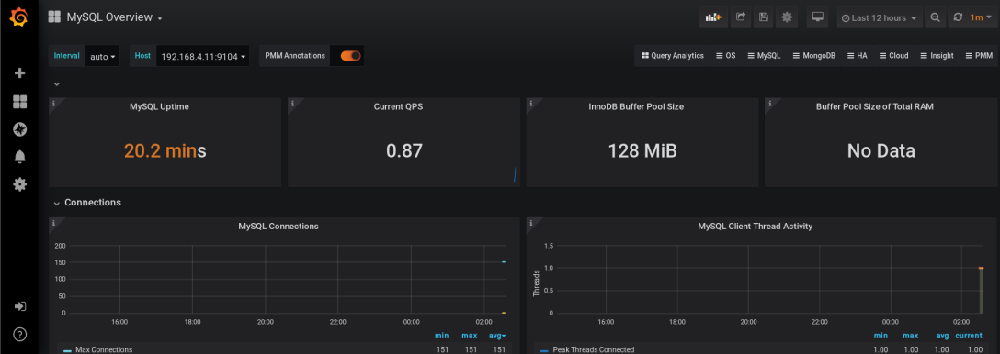 MySQL Overview
Last 12 hours
1m
Interval auto Host 192.168.4.11:9104 PMM Annotations
Query Analytics OS MySQL MongoDB HA Cloud Insight PMM
MySQL Uptime
20.2 mins
Current QPS
0.87
InnoDB Buffer Pool Size
128 MiB
Buffer Pool Size of Total RAM
No Data
Connections
MySQL Connections
200
150
100
50
0
16:00 18:00 20:00 22:00 00:00 02:00
min max avg
Max Connections 151 151 151
MySQL Client Thread Activity
Threads
1.5
1.0
0.5
0
16:00 18:00 20:00 22:00 00:00 02:00
min max avg current
Peak Threads Connected 1.00 1.00 1.00 1.00